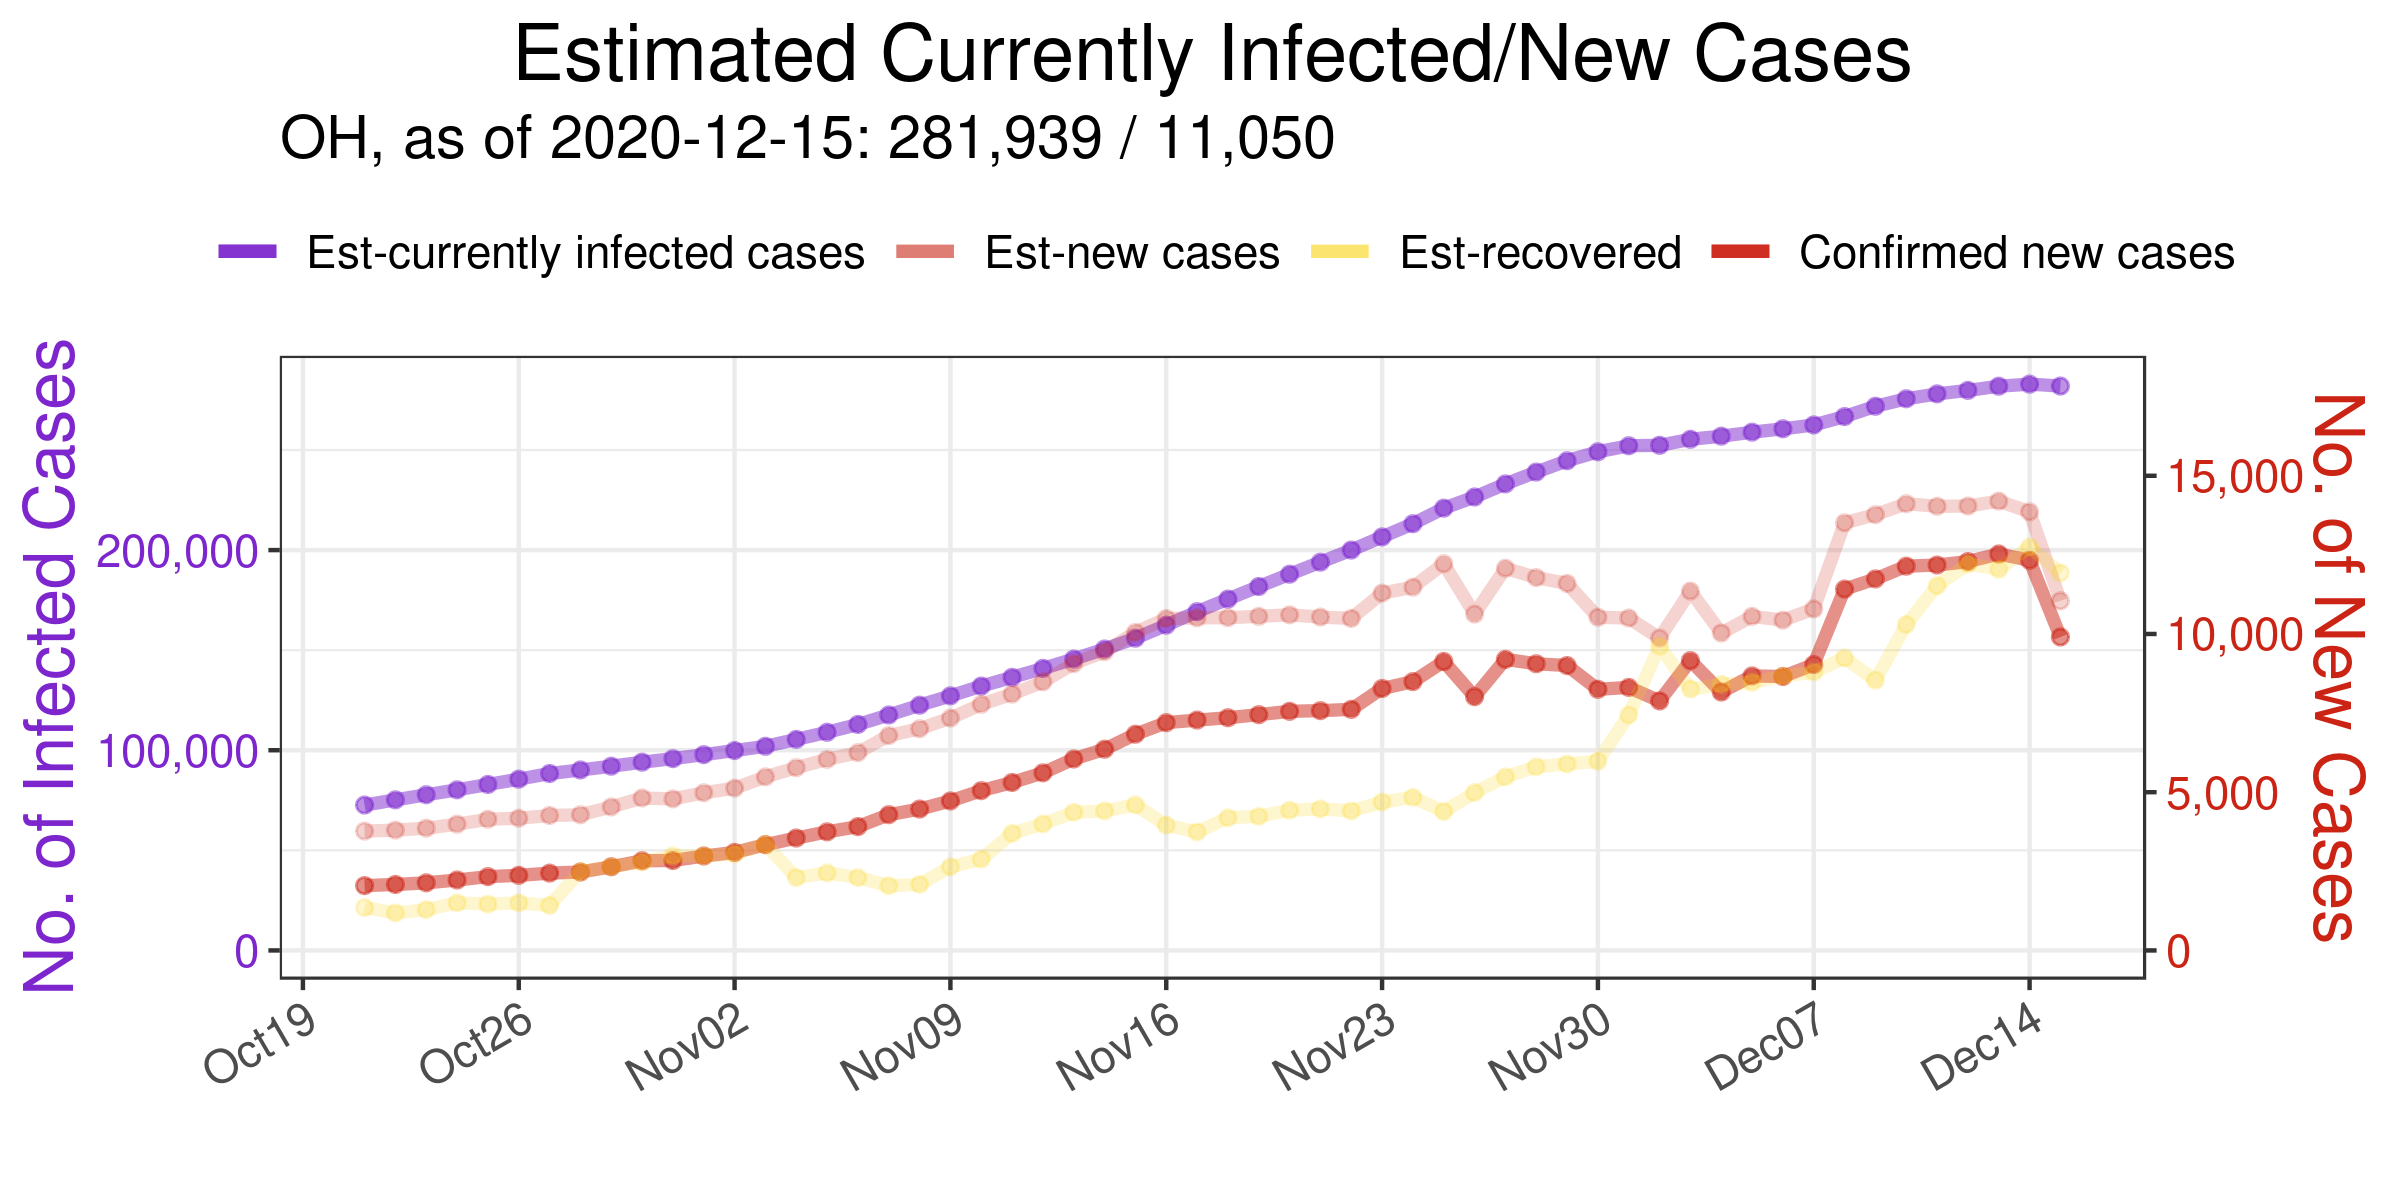 Estimated Currently Infected/New Cases
OH, as of 2020-12-15: 281,939 / 11,050
Est-currently infected cases Est-new cases Est-recovered Confirmed new cases
No. of Infected Cases
200,000
100,000
0
15,000
10,000
5,000
0
No. of New Cases
Oct19 Oct26 Nov02 Nov09 Nov16 Nov23 Nov30 Dec07 Dec14